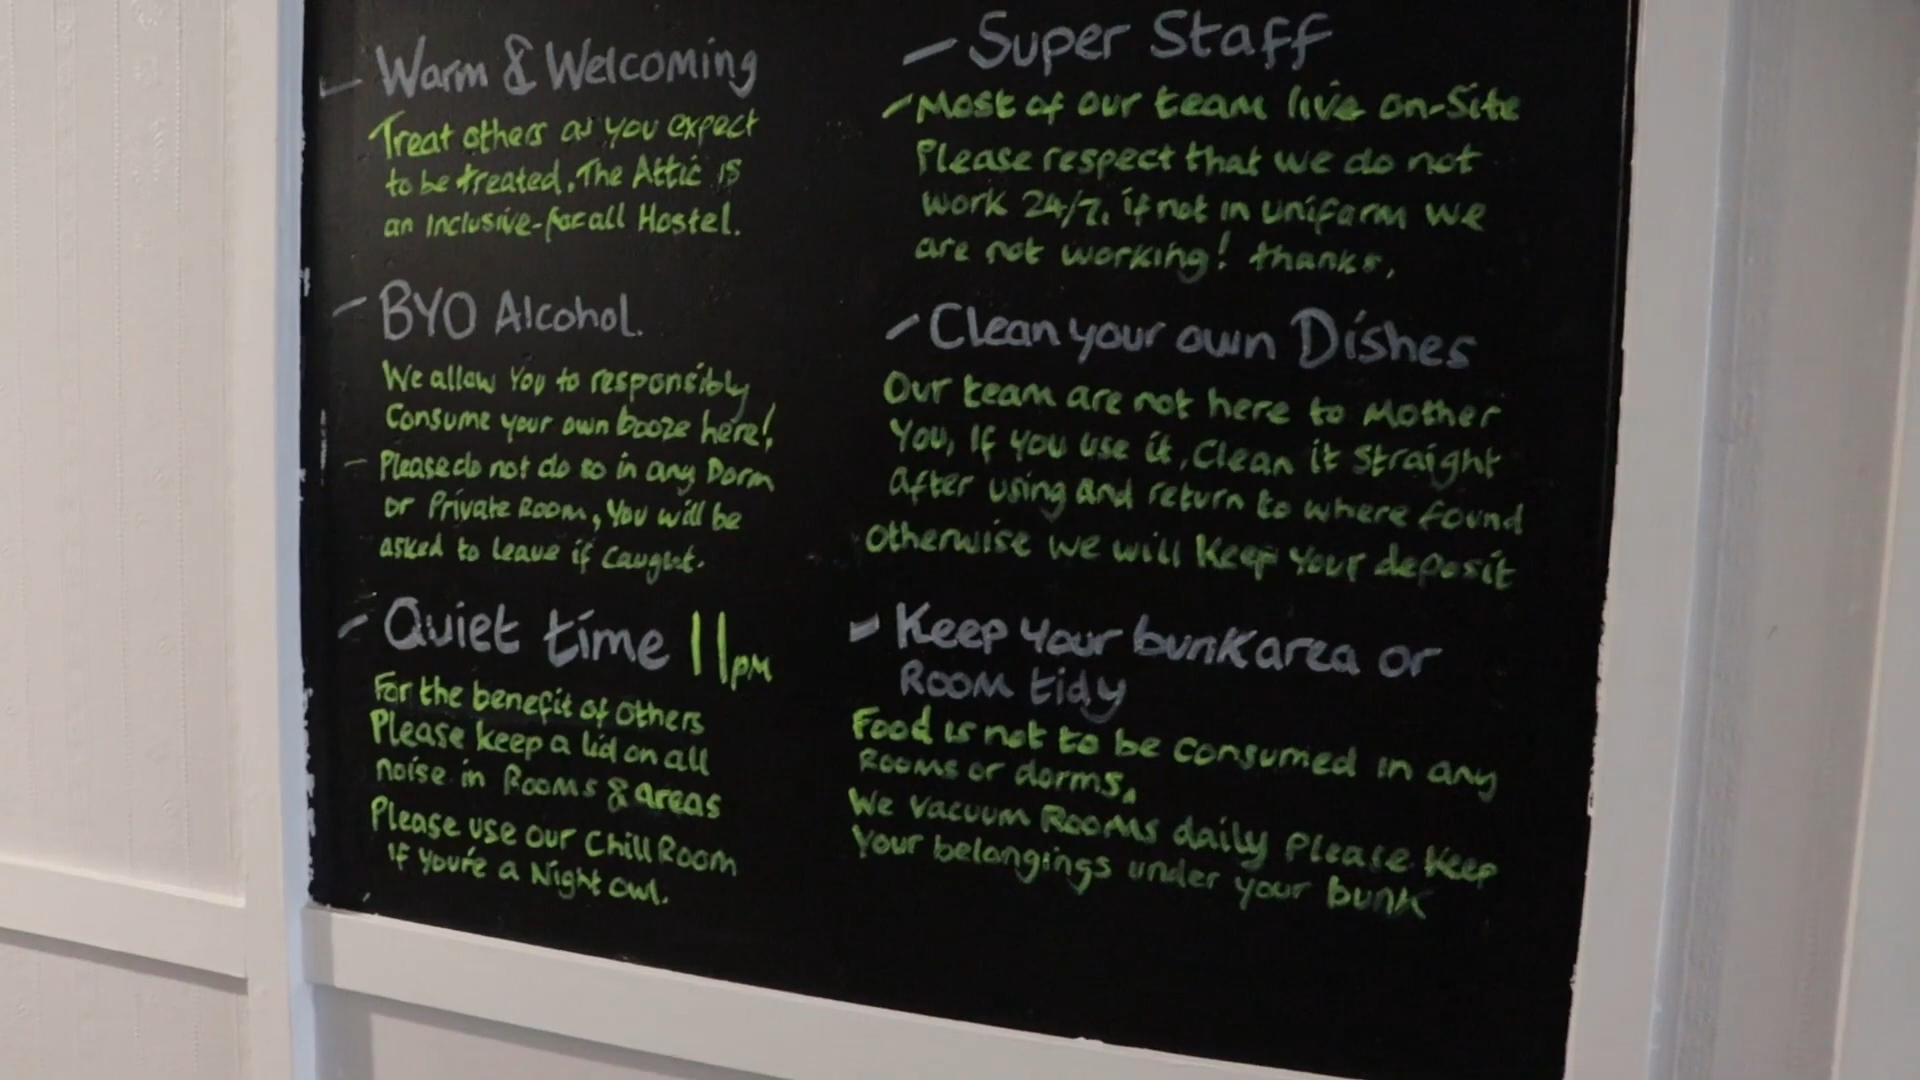 Warm & Welcoming
Treat others as you expect
to be treated. The Attic is
an Inclusive-for all Hostel.
BYO Alcohol.
We allow You to responsibly
Consume your own booze here!
Please do not do so in any Dorm
or Private Room, You will be
asked to leave if Caught.
Quiet time 11pm
For the benefit of others
Please keep a lid on all
noise in Rooms & areas
Please use our Chill Room
If you're a Night owl.
Super Staff
Most of our team live on-Site
Please respect that we do not
work 24/7. if not in uniform we
are not working! thanks.
Clean your own Dishes
Our team are not here to Mother
You, If you use it, Clean it Straight
After using and return to where found
Otherwise we will keep your deposit
Keep your bunk area or
Room tidy
Food is not to be consumed in any
Rooms or dorms.
We Vacuum Rooms daily Please keep
Your belongings under your bunk